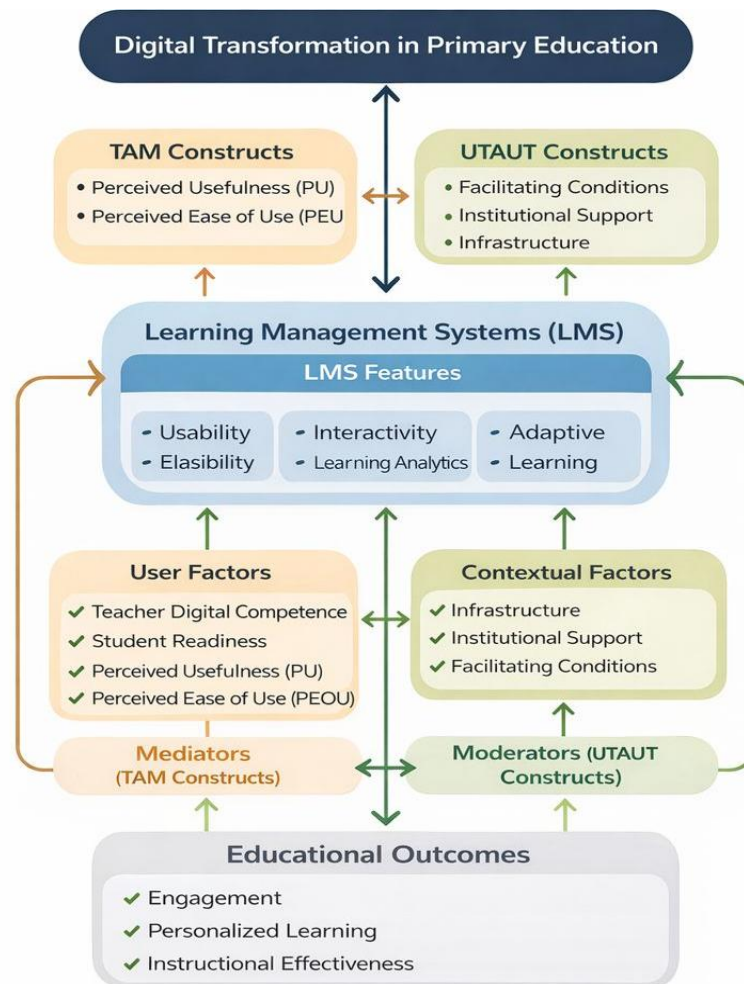 Digital Transformation in Primary Education
TAM Constructs
• Perceived Usefulness (PU)
• Perceived Ease of Use (PEU
UTAUT Constructs
• Facilitating Conditions
• Institutional Support
• Infrastructure
Learning Management Systems (LMS)
LMS Features
- Usability
- Elasibility
- Interactivity
- Learning Analytics
- Adaptive
- Learning
User Factors
✓ Teacher Digital Competence
✓ Student Readiness
✓ Perceived Usefulness (PU)
✓ Perceived Ease of Use (PEOU)
Contextual Factors
✓ Infrastructure
✓ Institutional Support
✓ Facilitating Conditions
Mediators
(TAM Constructs)
Moderators (UTAUT
Constructs)
Educational Outcomes
✓ Engagement
✓ Personalized Learning
✓ Instructional Effectiveness